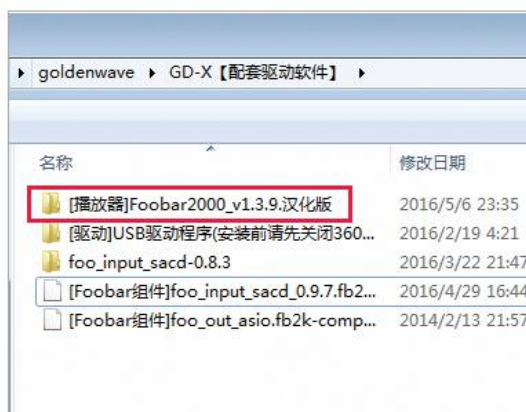 goldenwave ▸ GD-X【配套驱动软件】 ▸
名称 修改日期
[播放器]Foobar2000_v1.3.9.汉化版 2016/5/6 23:35
[驱动]USB驱动程序(安装前请先关闭360... 2016/2/19 4:21
foo_input_sacd-0.8.3 2016/3/22 21:47
[Foobar组件]foo_input_sacd_0.9.7.fb2... 2016/4/29 16:44
[Foobar组件]foo_out_asio.fb2k-comp... 2014/2/13 21:57